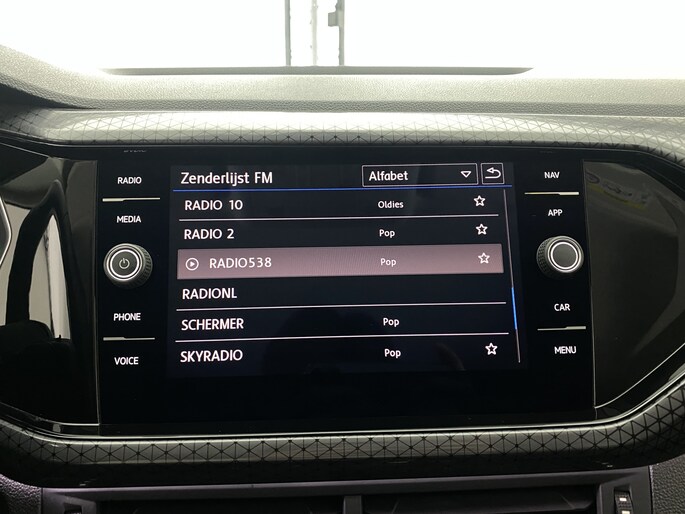 RADIO
MEDIA
PHONE
VOICE
Zenderlijst FM Alfabet
RADIO 10 Oldies
RADIO 2 Pop
RADIO538 Pop
RADIONL
SCHERMER Pop
SKYRADIO Pop
NAV
APP
CAR
MENU